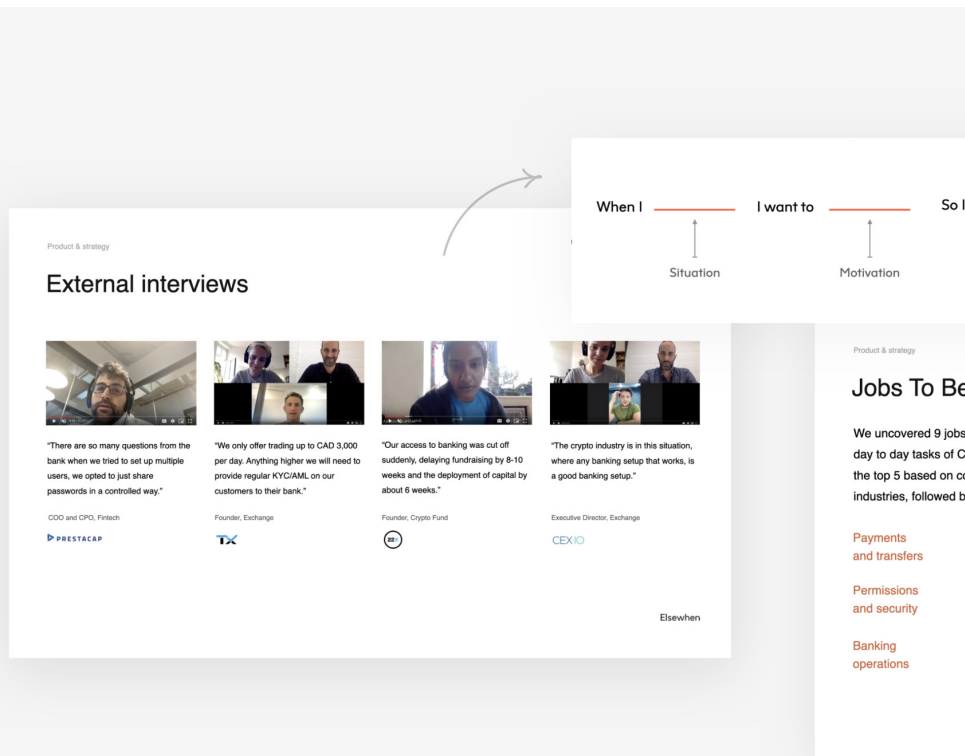 When I
I want to
So I
Situation
Motivation
Product & strategy
External interviews
"There are so many questions from the
bank when we tried to set up multiple
users, we opted to just share
passwords in a controlled way."
COO and CPO, Fintech
PRESTACAP
"We only offer trading up to CAD 3,000
per day. Anything higher we will need to
provide regular KYC/AML on our
customers to their bank."
Founder, Exchange
TX
"Our access to banking was cut off
suddenly, delaying fundraising by 8-10
weeks and the deployment of capital by
about 6 weeks."
Founder, Crypto Fund
22X
"The crypto industry is in this situation,
where any banking setup that works, is
a good banking setup."
Executive Director, Exchange
CEX IO
Elsewhen
Product & strategy
Jobs To Be
We uncovered 9 jobs
day to day tasks of C
the top 5 based on co
industries, followed b
Payments
and transfers
Permissions
and security
Banking
operations